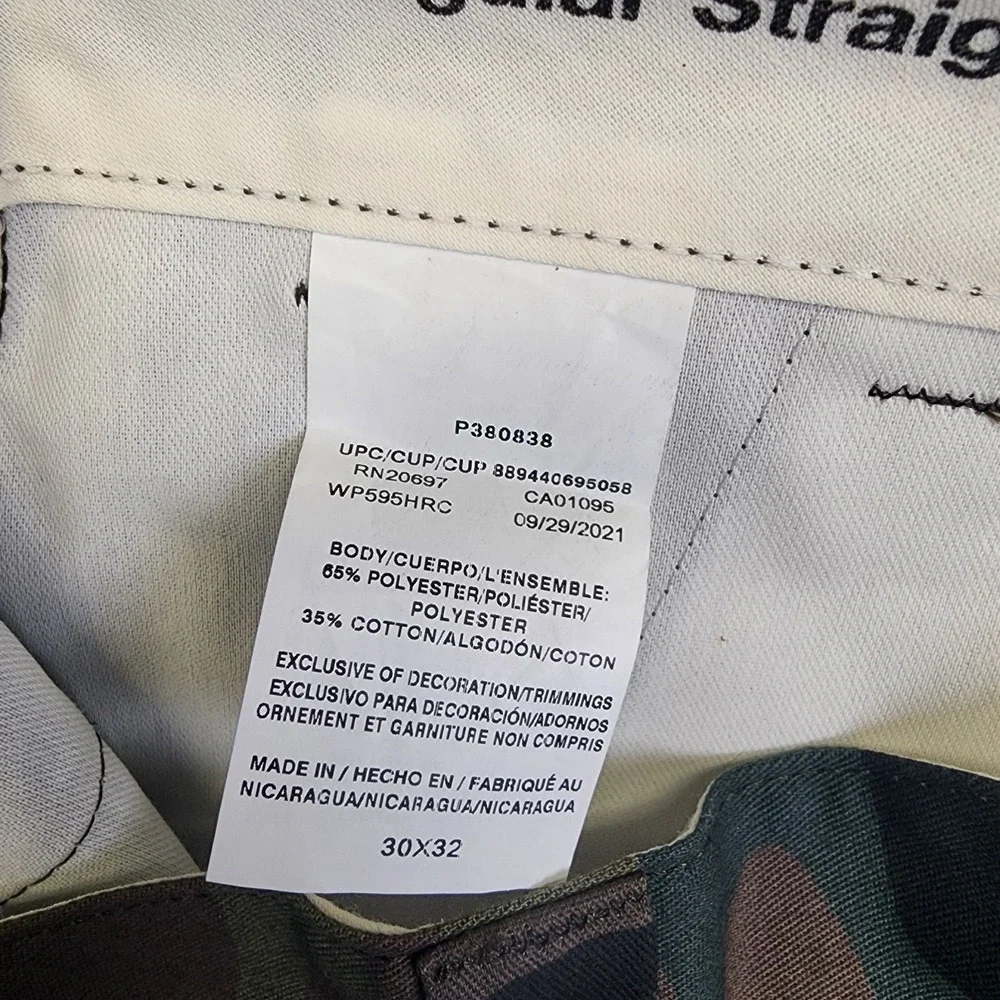 Straig
P380838
UPC/CUP/CUP 889440695058
RN20697 CA01095
WP595HRC 09/29/2021
BODY/CUERPO/L'ENSEMBLE:
65% POLYESTER/POLIÉSTER/
POLYESTER
35% COTTON/ALGODÓN/COTON
EXCLUSIVE OF DECORATION/TRIMMINGS
EXCLUSIVO PARA DECORACIÓN/ADORNOS
ORNEMENT ET GARNITURE NON COMPRIS
MADE IN / HECHO EN / FABRIQUÉ AU
NICARAGUA/NICARAGUA/NICARAGUA
30X32